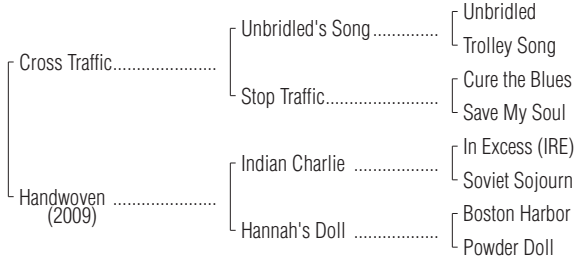 Unbridled
Unbridled's Song..............
Trolley Song
Cross Traffic......................
Cure the Blues
Stop Traffic........................
Save My Soul
In Excess (IRE)
Indian Charlie ..................
Soviet Sojourn
Handwoven ......................
(2009)
Boston Harbor
Hannah's Doll ..................
Powder Doll